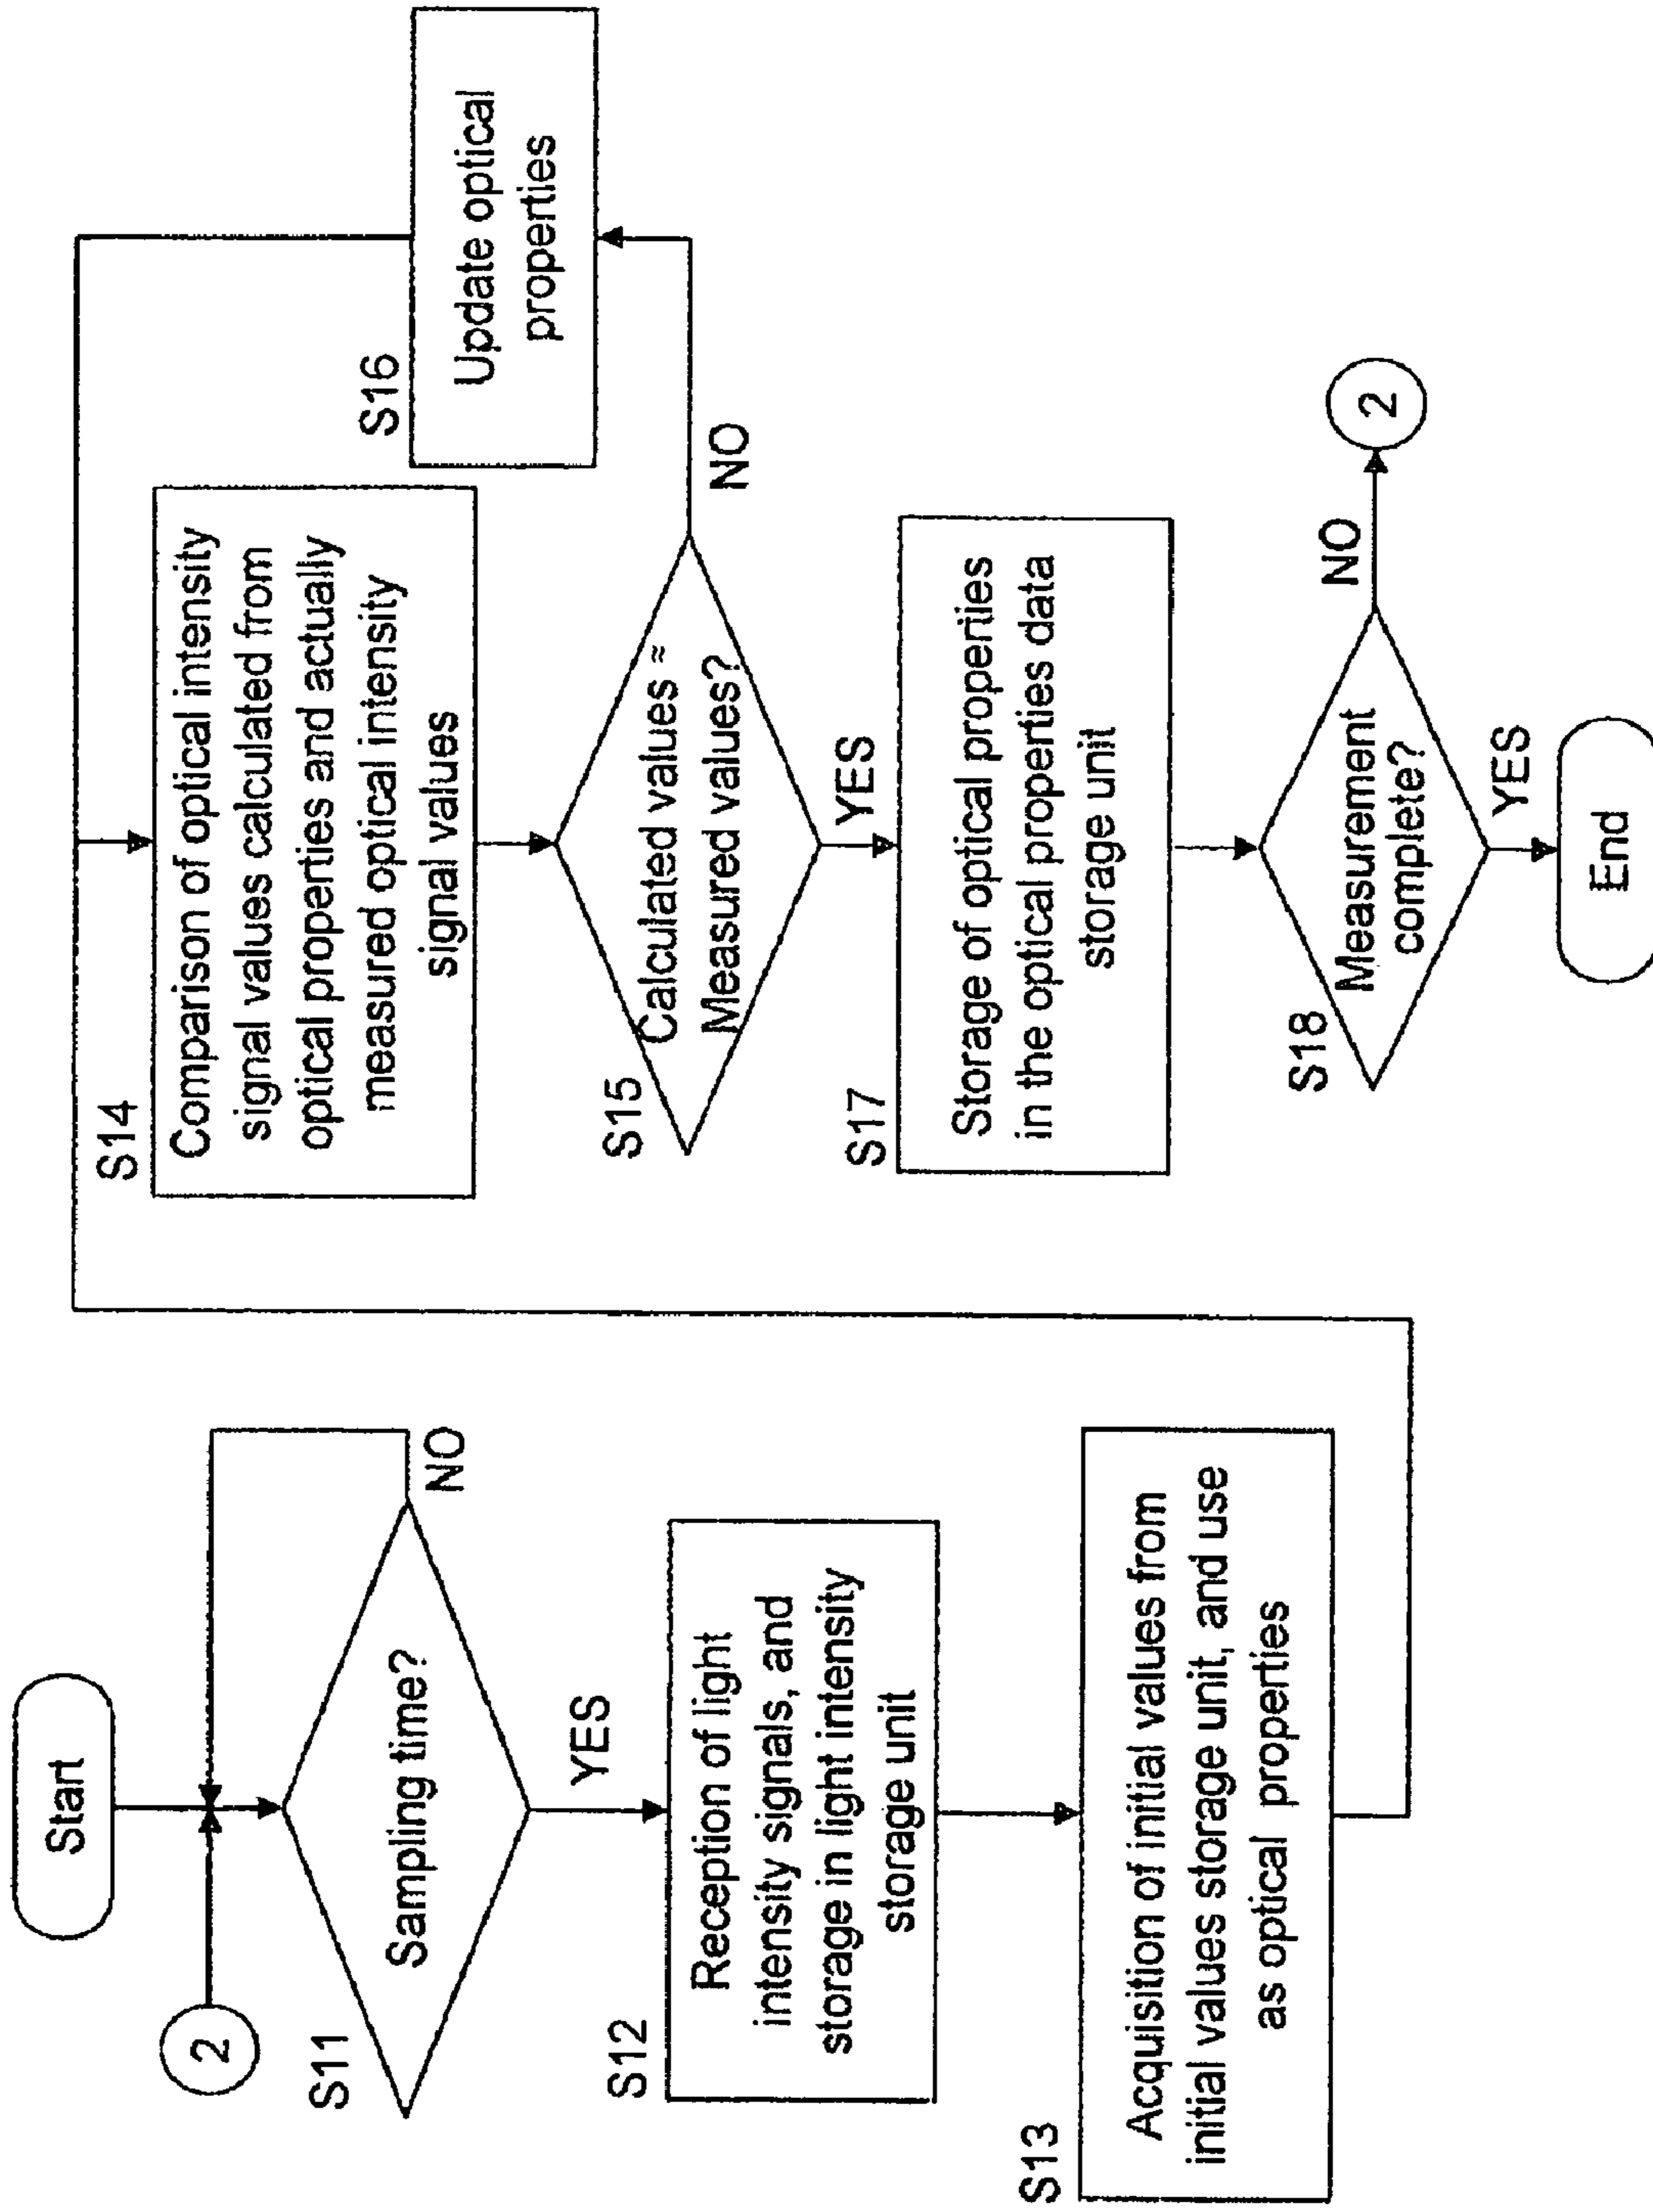 Start
2
S11
Sampling time?
NO
YES
S12
Reception of light
intensity signals, and
storage in light intensity
storage unit
S13
Acquisition of initial values from
initial values storage unit, and use
as optical properties
S14
Comparison of optical intensity
signal values calculated from
optical properties and actually
measured optical intensity
signal values
S15
Calculated values ≈
Measured values?
NO
S16
Update optical
properties
YES
S17
Storage of optical properies
in the optical properties data
storage unit
S18
Measurement
complete?
NO
2
YES
End